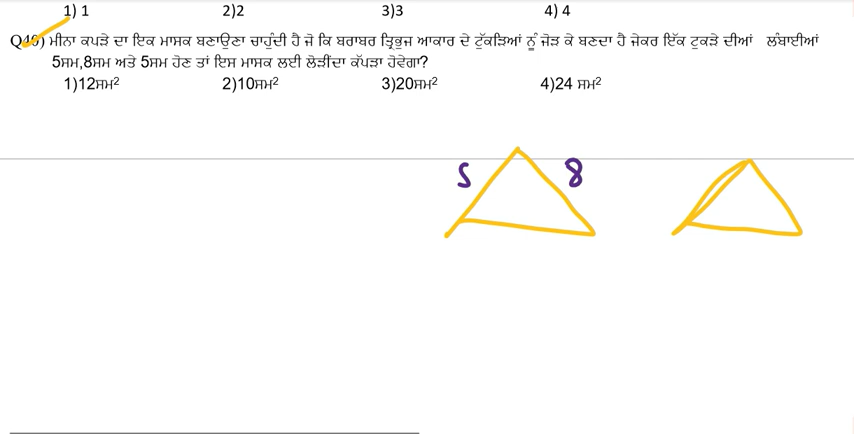 1) 1 2)2 3)3 4) 4
Q40) ਮੀਨਾ ਕਪੜੇ ਦਾ ਇਕ ਮਾਸਕ ਬਣਾਉਣਾ ਚਾਹੁੰਦੀ ਹੈ ਜੋ ਕਿ ਬਰਾਬਰ ਤ੍ਰਿਭੁਜ ਆਕਾਰ ਦੇ ਟੁੱਕੜਿਆਂ ਨੂੰ ਜੋੜ ਕੇ ਬਣਦਾ ਹੈ ਜੇਕਰ ਇੱਕ ਟੁਕੜੇ ਦੀਆਂ ਲੰਬਾਈਆਂ
5ਸਮ,8ਸਮ ਅਤੇ 5ਸਮ ਹੋਣ ਤਾਂ ਇਸ ਮਾਸਕ ਲਈ ਲੋੜੀਂਦਾ ਕੱਪੜਾ ਹੋਵੇਗਾ?
1)12ਸਮ² 2)10ਸਮ² 3)20ਸਮ² 4)24 ਸਮ²
5 8